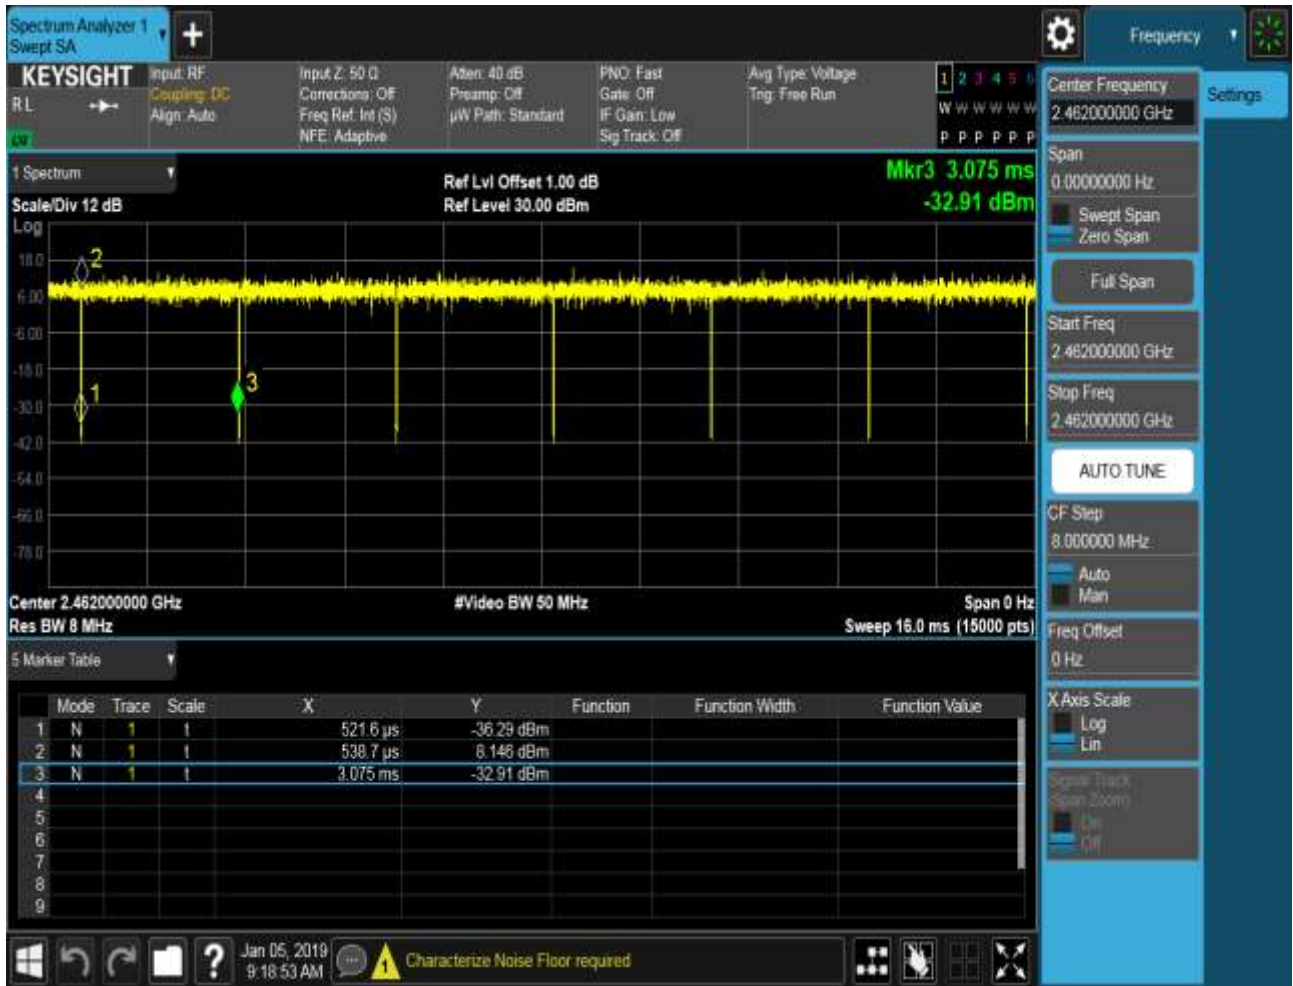 Spectrum Analyzer 1
Swept SA
+
Frequency
KEYSIGHT
RL
Input: RF
Coupling: DC
Align: Auto
Input Z: 50 Ω
Corrections: Off
Freq Ref: Int (S)
NFE: Adaptive
Atten: 40 dB
Preamp: Off
µW Path: Standard
PNO: Fast
Gate: Off
IF Gain: Low
Sig Track: Off
Avg Type: Voltage
Trig: Free Run
1 2 3 4 5 6
W W W W W W
P P P P P P
Center Frequency
2.462000000 GHz
Settings
1 Spectrum
Scale/Div 12 dB
Ref Lvl Offset 1.00 dB
Ref Level 30.00 dBm
Mkr3 3.075 ms
-32.91 dBm
Log
18.0
6.00
-6.00
-18.0
-30.0
-42.0
-54.0
-66.0
-78.0
2
1
3
Center 2.462000000 GHz
Res BW 8 MHz
#Video BW 50 MHz
Span 0 Hz
Sweep 16.0 ms (15000 pts)
Span
0.00000000 Hz
Swept Span
Zero Span
Full Span
Start Freq
2.462000000 GHz
Stop Freq
2.462000000 GHz
AUTO TUNE
CF Step
8.000000 MHz
Auto
Man
Freq Offset
0 Hz
X Axis Scale
Log
Lin
Signal Track
(Span Zoom)
On
Off
5 Marker Table
Mode Trace Scale X Y Function Function Width Function Value
1 N 1 t 521.6 µs -36.29 dBm
2 N 1 t 538.7 µs 8.146 dBm
3 N 1 t 3.075 ms -32.91 dBm
4
5
6
7
8
9
?
Jan 05, 2019
9:18:53 AM
1
Characterize Noise Floor required